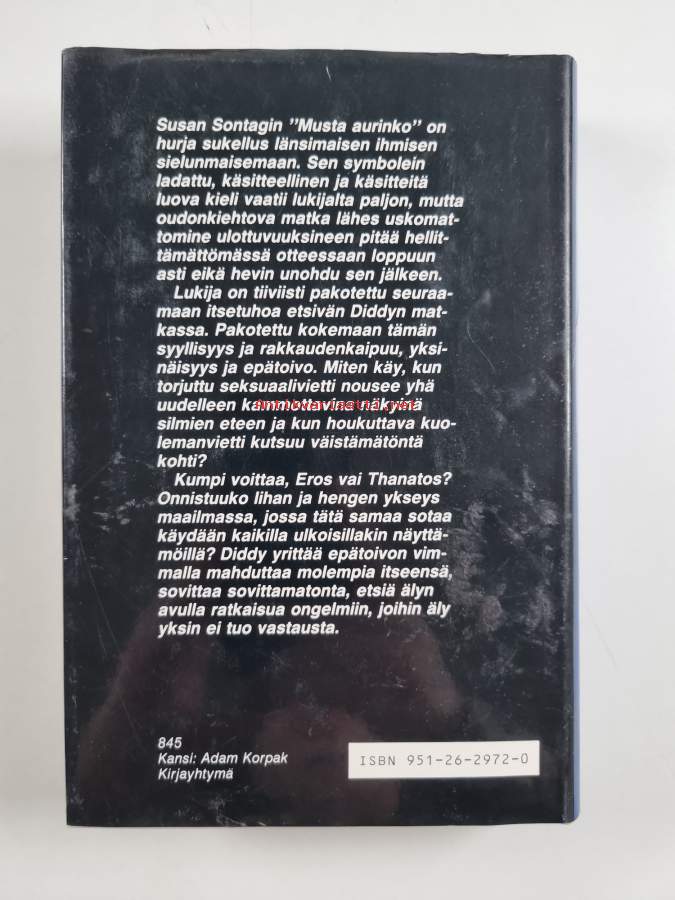 Susan Sontagin ”Musta aurinko” on
hurja sukellus länsimaisen ihmisen
sielunmaisemaan. Sen symbolein
ladattu, käsitteellinen ja käsitteitä
luova kieli vaatii lukijalta paljon, mutta
oudonkiehtova matka lähes uskomat-
tomine ulottuvuuksineen pitää hellit-
tämättömässä otteessaan loppuun
asti eikä hevin unohdu sen jälkeen.
Lukija on tiiviisti pakotettu seuraa-
maan itsetuhoa etsivän Diddyn mat-
kassa. Pakotettu kokemaan tämän
syyllisyys ja rakkaudenkaipuu, yksi-
näisyys ja epätoivo. Miten käy, kun
torjuttu seksuaalivietti nousee yhä
uudelleen kammottavina näkyinä
Antikvariaatti.net
silmien eteen ja kun houkuttava kuo-
lemanvietti kutsuu väistämätöntä
kohti?
Kumpi voittaa, Eros vai Thanatos?
Onnistuuko lihan ja hengen ykseys
maailmassa, jossa tätä samaa sotaa
käydään kaikilla ulkoisillakin näyttä-
möillä? Diddy yrittää epätoivon vim-
malla mahduttaa molempia itseensä,
sovittaa sovittamatonta, etsiä älyn
avulla ratkaisua ongelmiin, joihin äly
yksin ei tuo vastausta.
845
Kansi: Adam Korpak
Kirjayhtymä
ISBN 951-26-2972-0